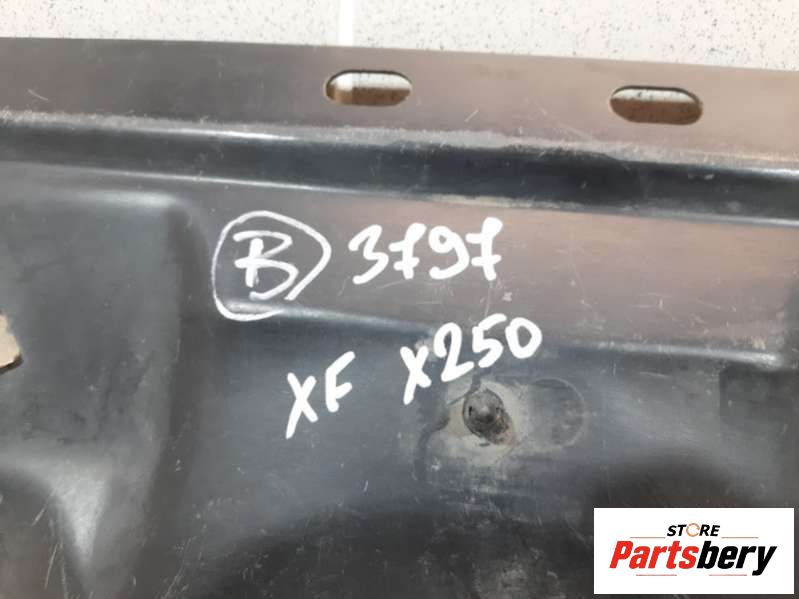 B 3797
XF X250
STORE
Partsbery